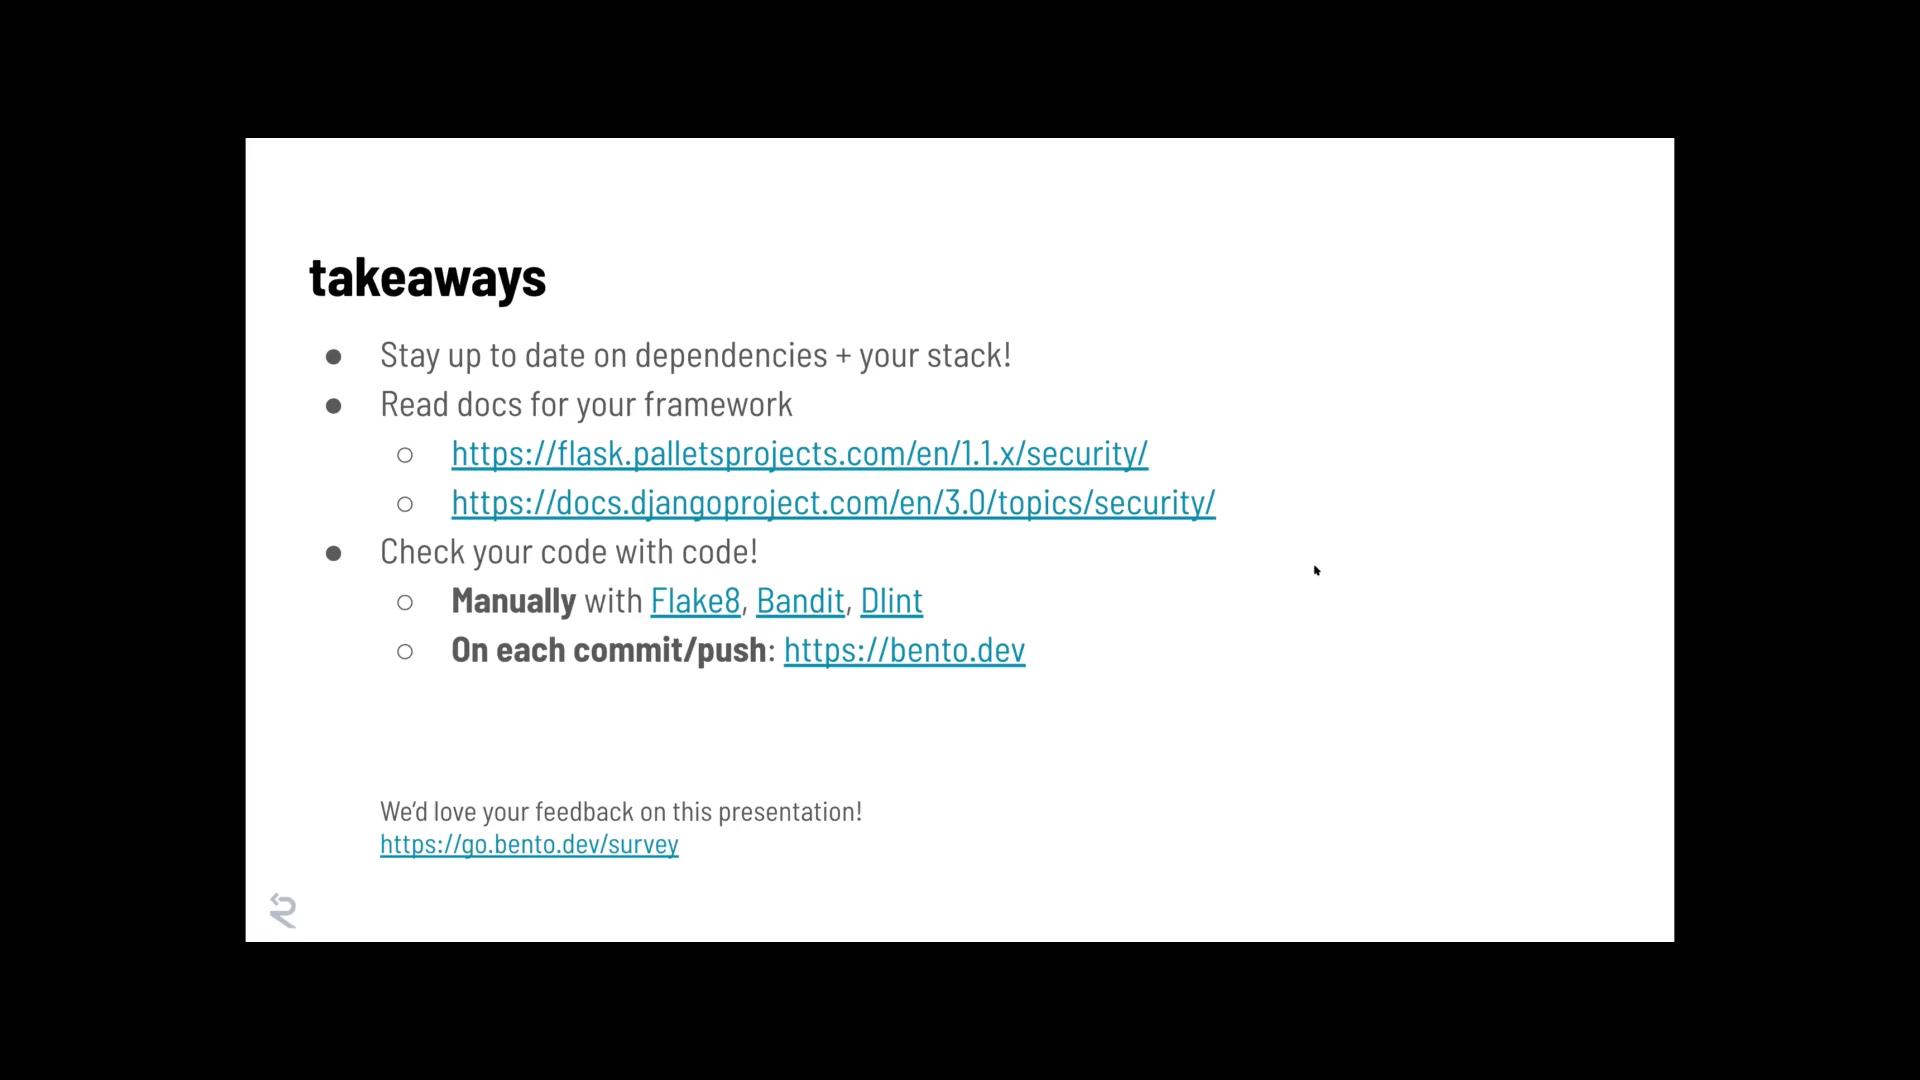 takeaways
● Stay up to date on dependencies + your stack!
● Read docs for your framework
○ https://flask.palletsprojects.com/en/1.1.x/security/
○ https://docs.djangoproject.com/en/3.0/topics/security/
● Check your code with code!
○ Manually with Flake8, Bandit, Dlint
○ On each commit/push: https://bento.dev
We’d love your feedback on this presentation!
https://go.bento.dev/survey